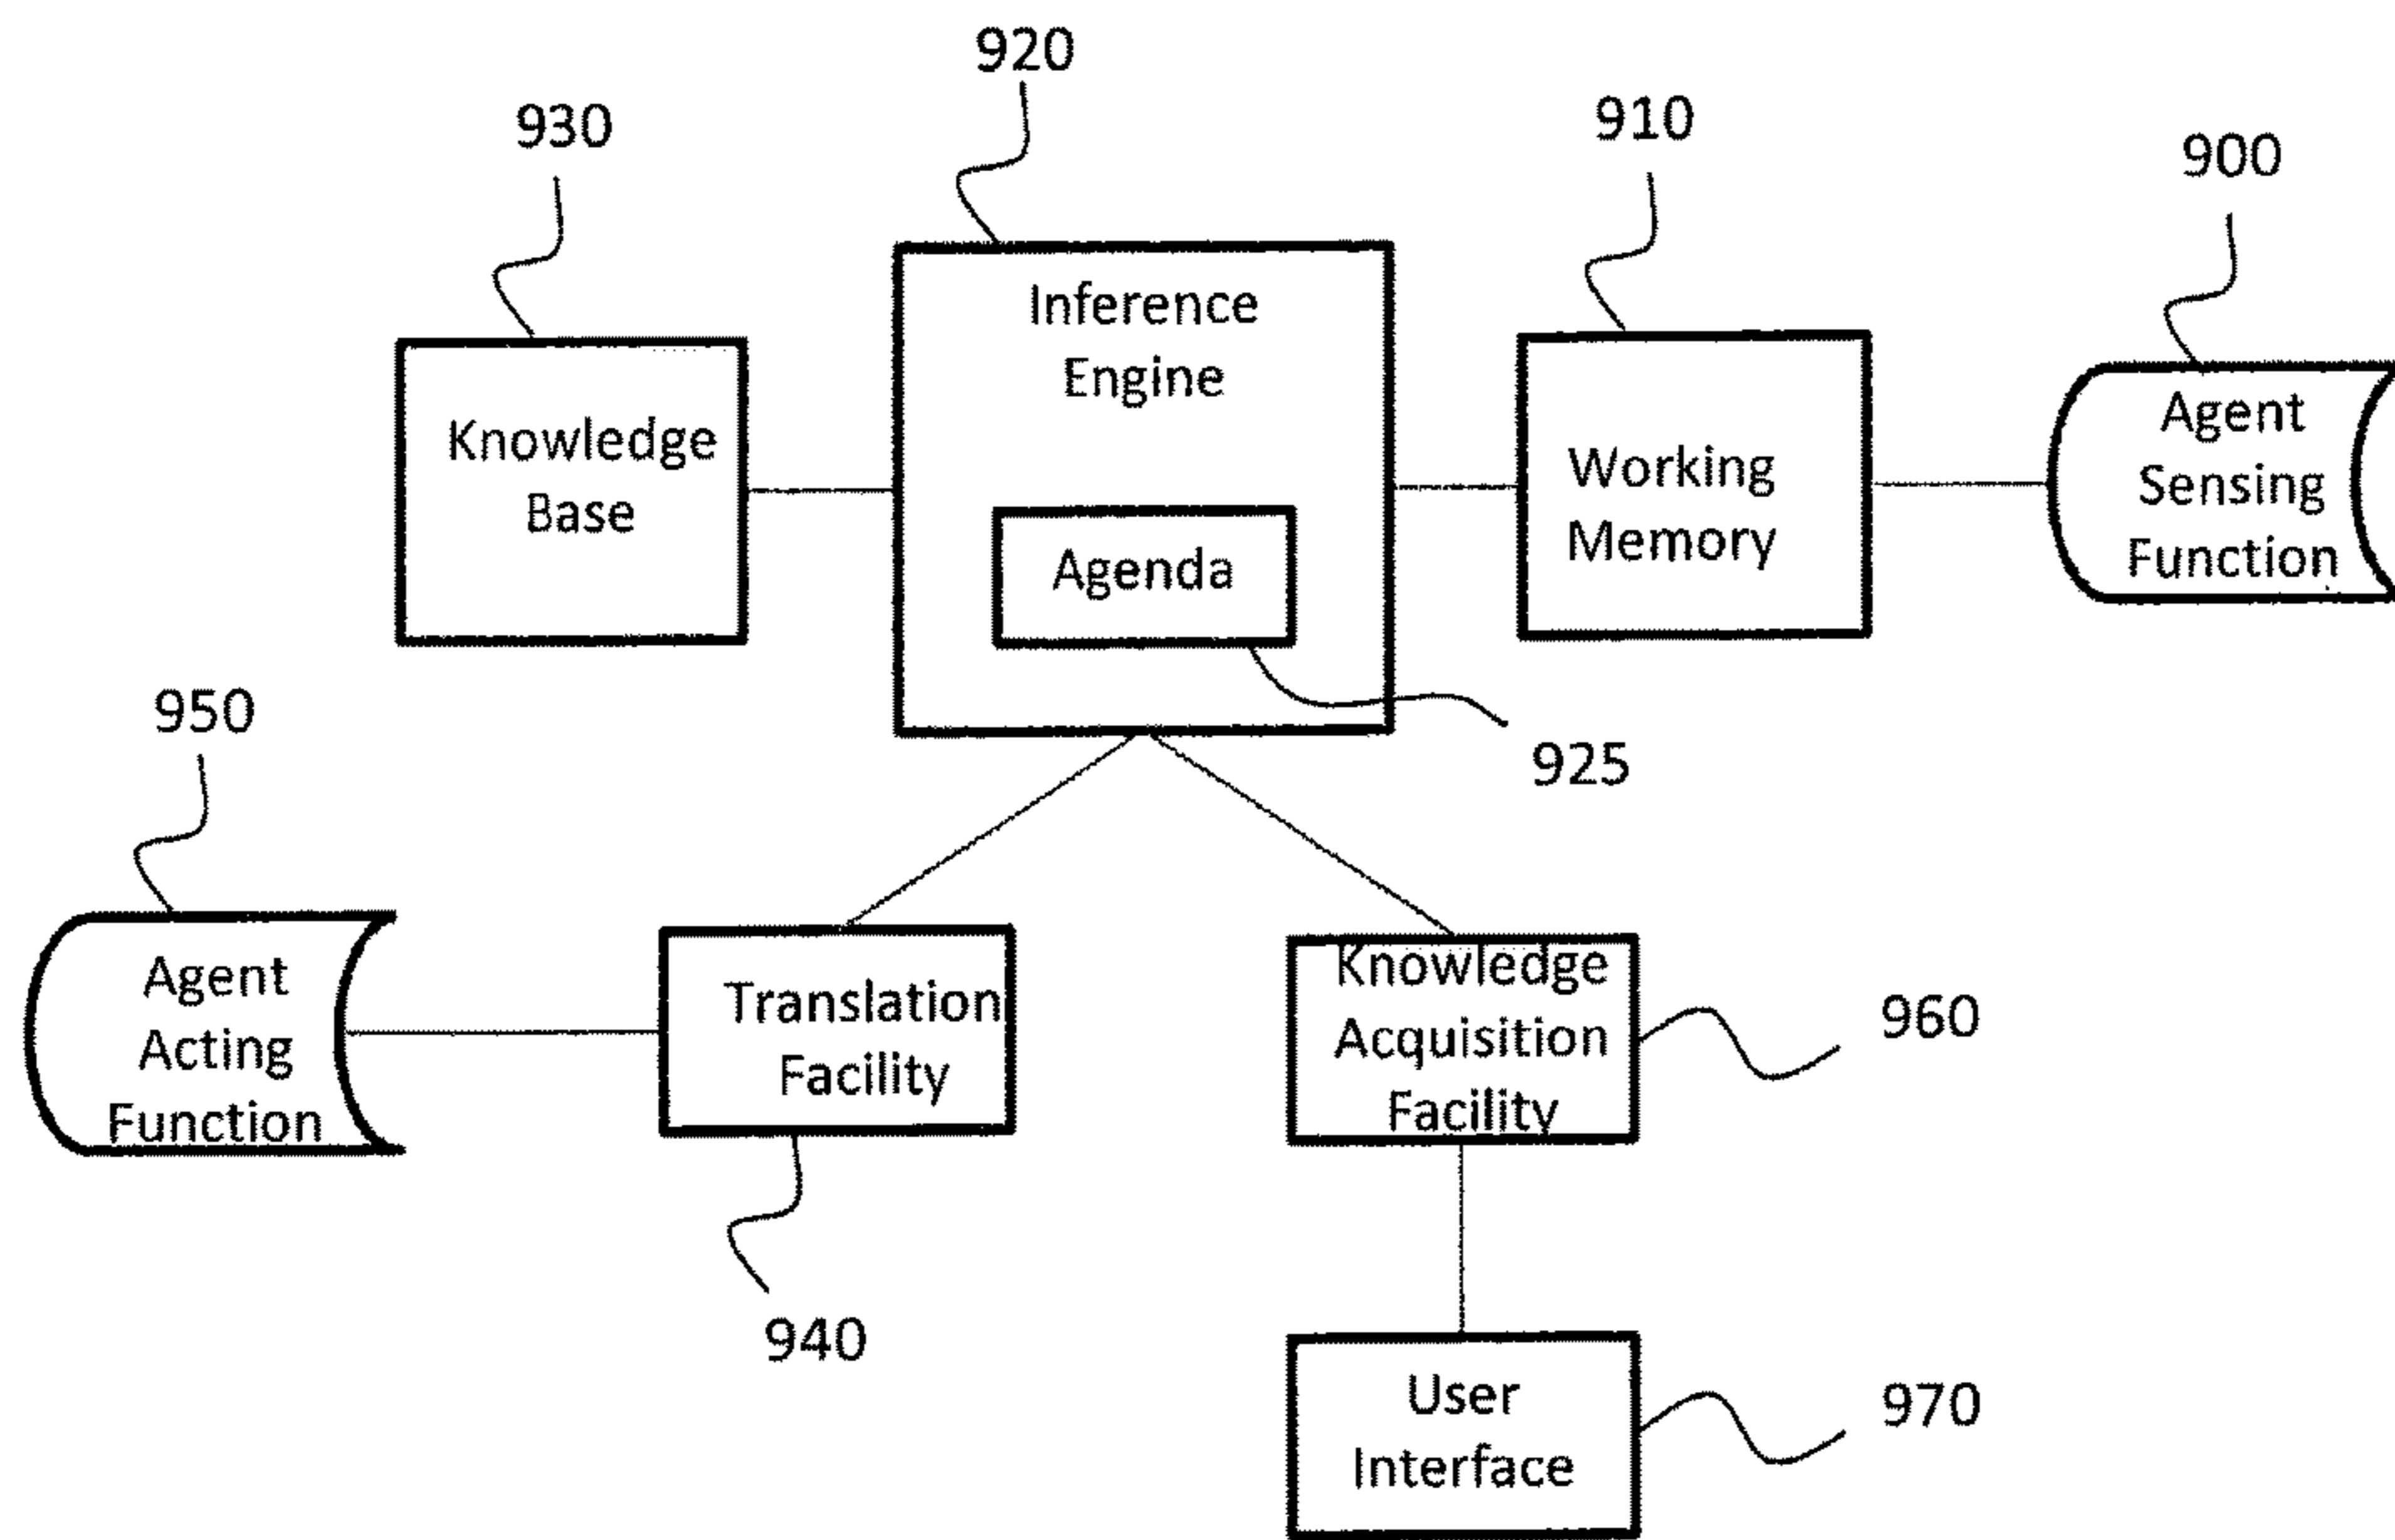 920
930
910
900
Inference
Engine
Knowledge
Base
Agenda
Working
Memory
Agent
Sensing
Function
925
950
Agent
Acting
Function
Translation
Facility
Knowledge
Acquisition
Facility
960
940
User
Interface
970